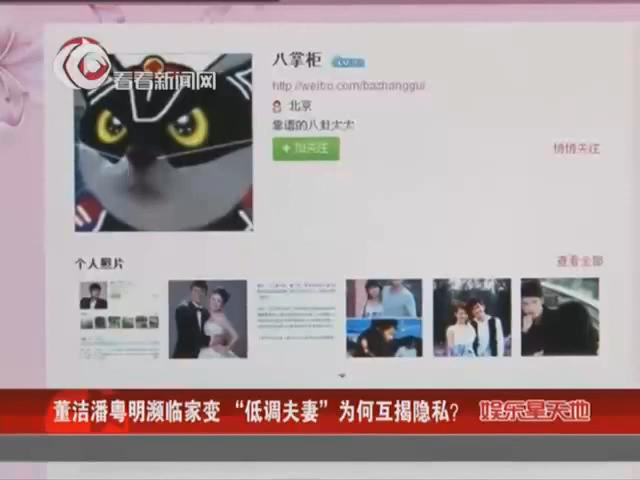 看看新闻网
八掌柜
http://weibo.com/bazhanggui
北京
靠谱的八卦大大
+ 加关注
悄悄关注
个人照片
查看全部
董洁潘粤明濒临家变 “低调夫妻”为何互揭隐私?
娱乐星天地